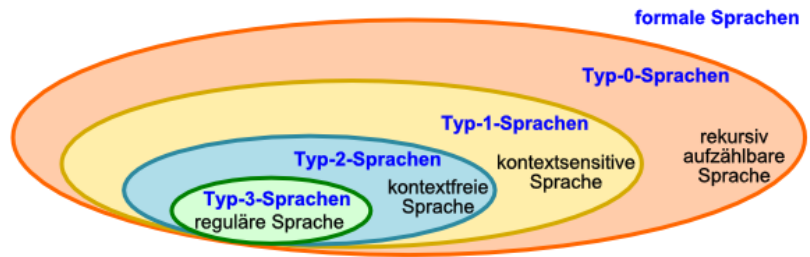 formale Sprachen
Typ-0-Sprachen
rekursiv
aufzählbare
Sprache
Typ-1-Sprachen
kontextsensitive
Sprache
Typ-2-Sprachen
kontextfreie
Sprache
Typ-3-Sprachen
reguläre Sprache